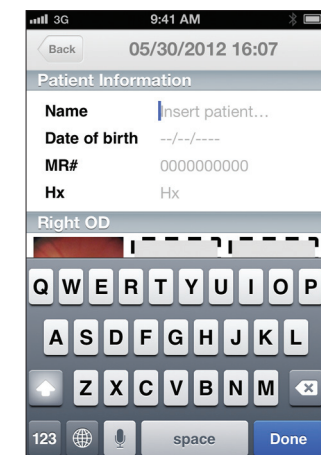 3G 9:41 AM
Back 05/30/2012 16:07
Patient Information
Name Insert patient…
Date of birth --/--/----
MR# 0000000000
Hx Hx
Right OD
Q W E R T Y U I O P
A S D F G H J K L
Z X C V B N M
123 space Done